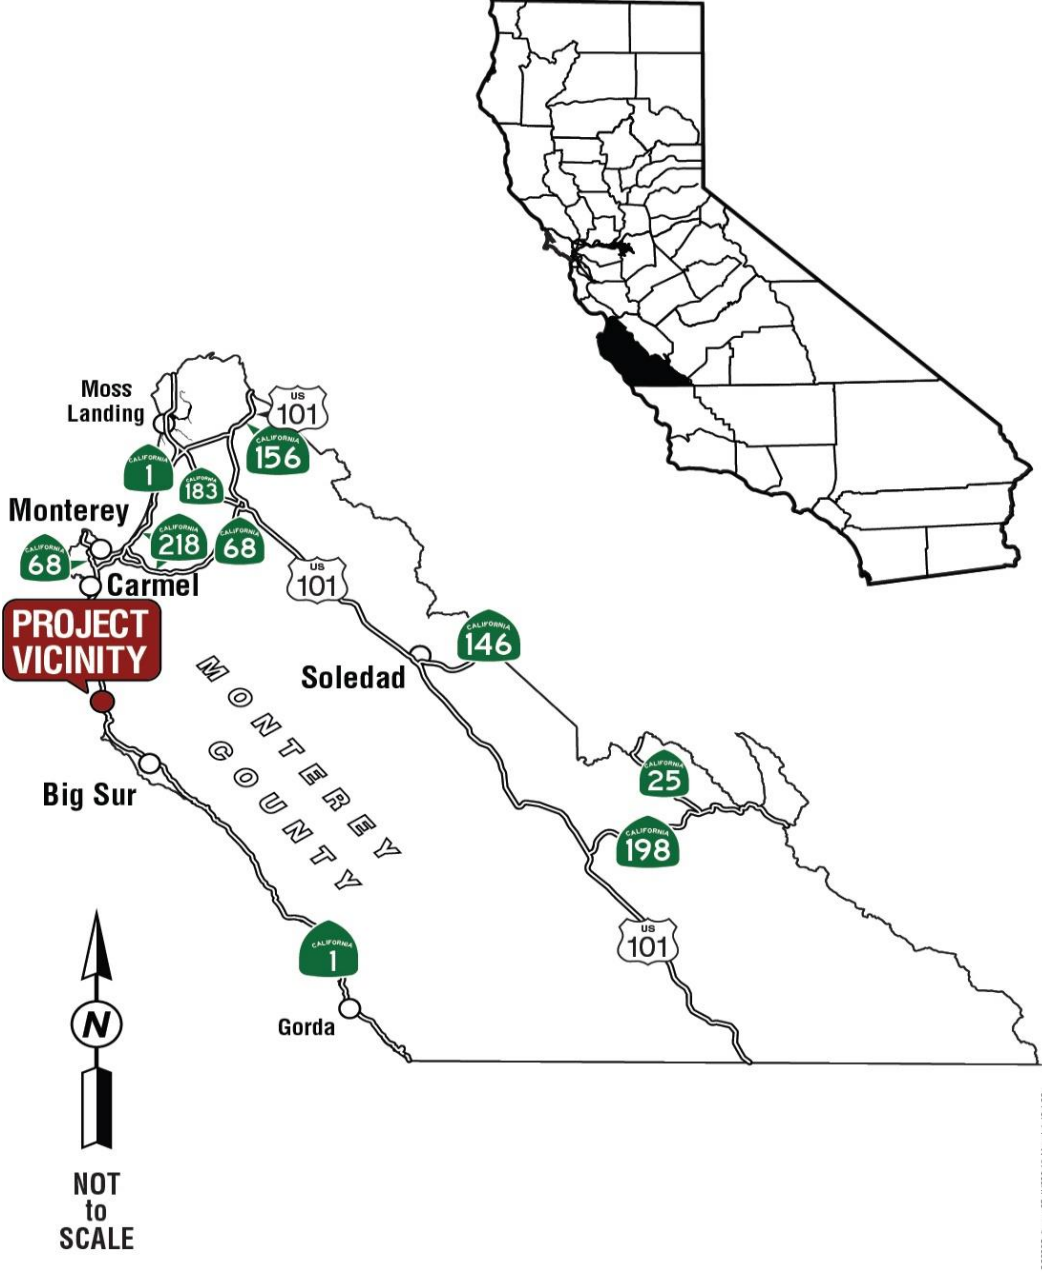 Moss
Landing
US
101
CALIFORNIA
156
CALIFORNIA
1
CALIFORNIA
183
Monterey
CALIFORNIA
218
CALIFORNIA
68
CALIFORNIA
68
US
101
Carmel
PROJECT
VICINITY
CALIFORNIA
146
Soledad
MONTEREY
COUNTY
CALIFORNIA
25
Big Sur
CALIFORNIA
198
US
101
CALIFORNIA
1
Gorda
N
NOT
to
SCALE